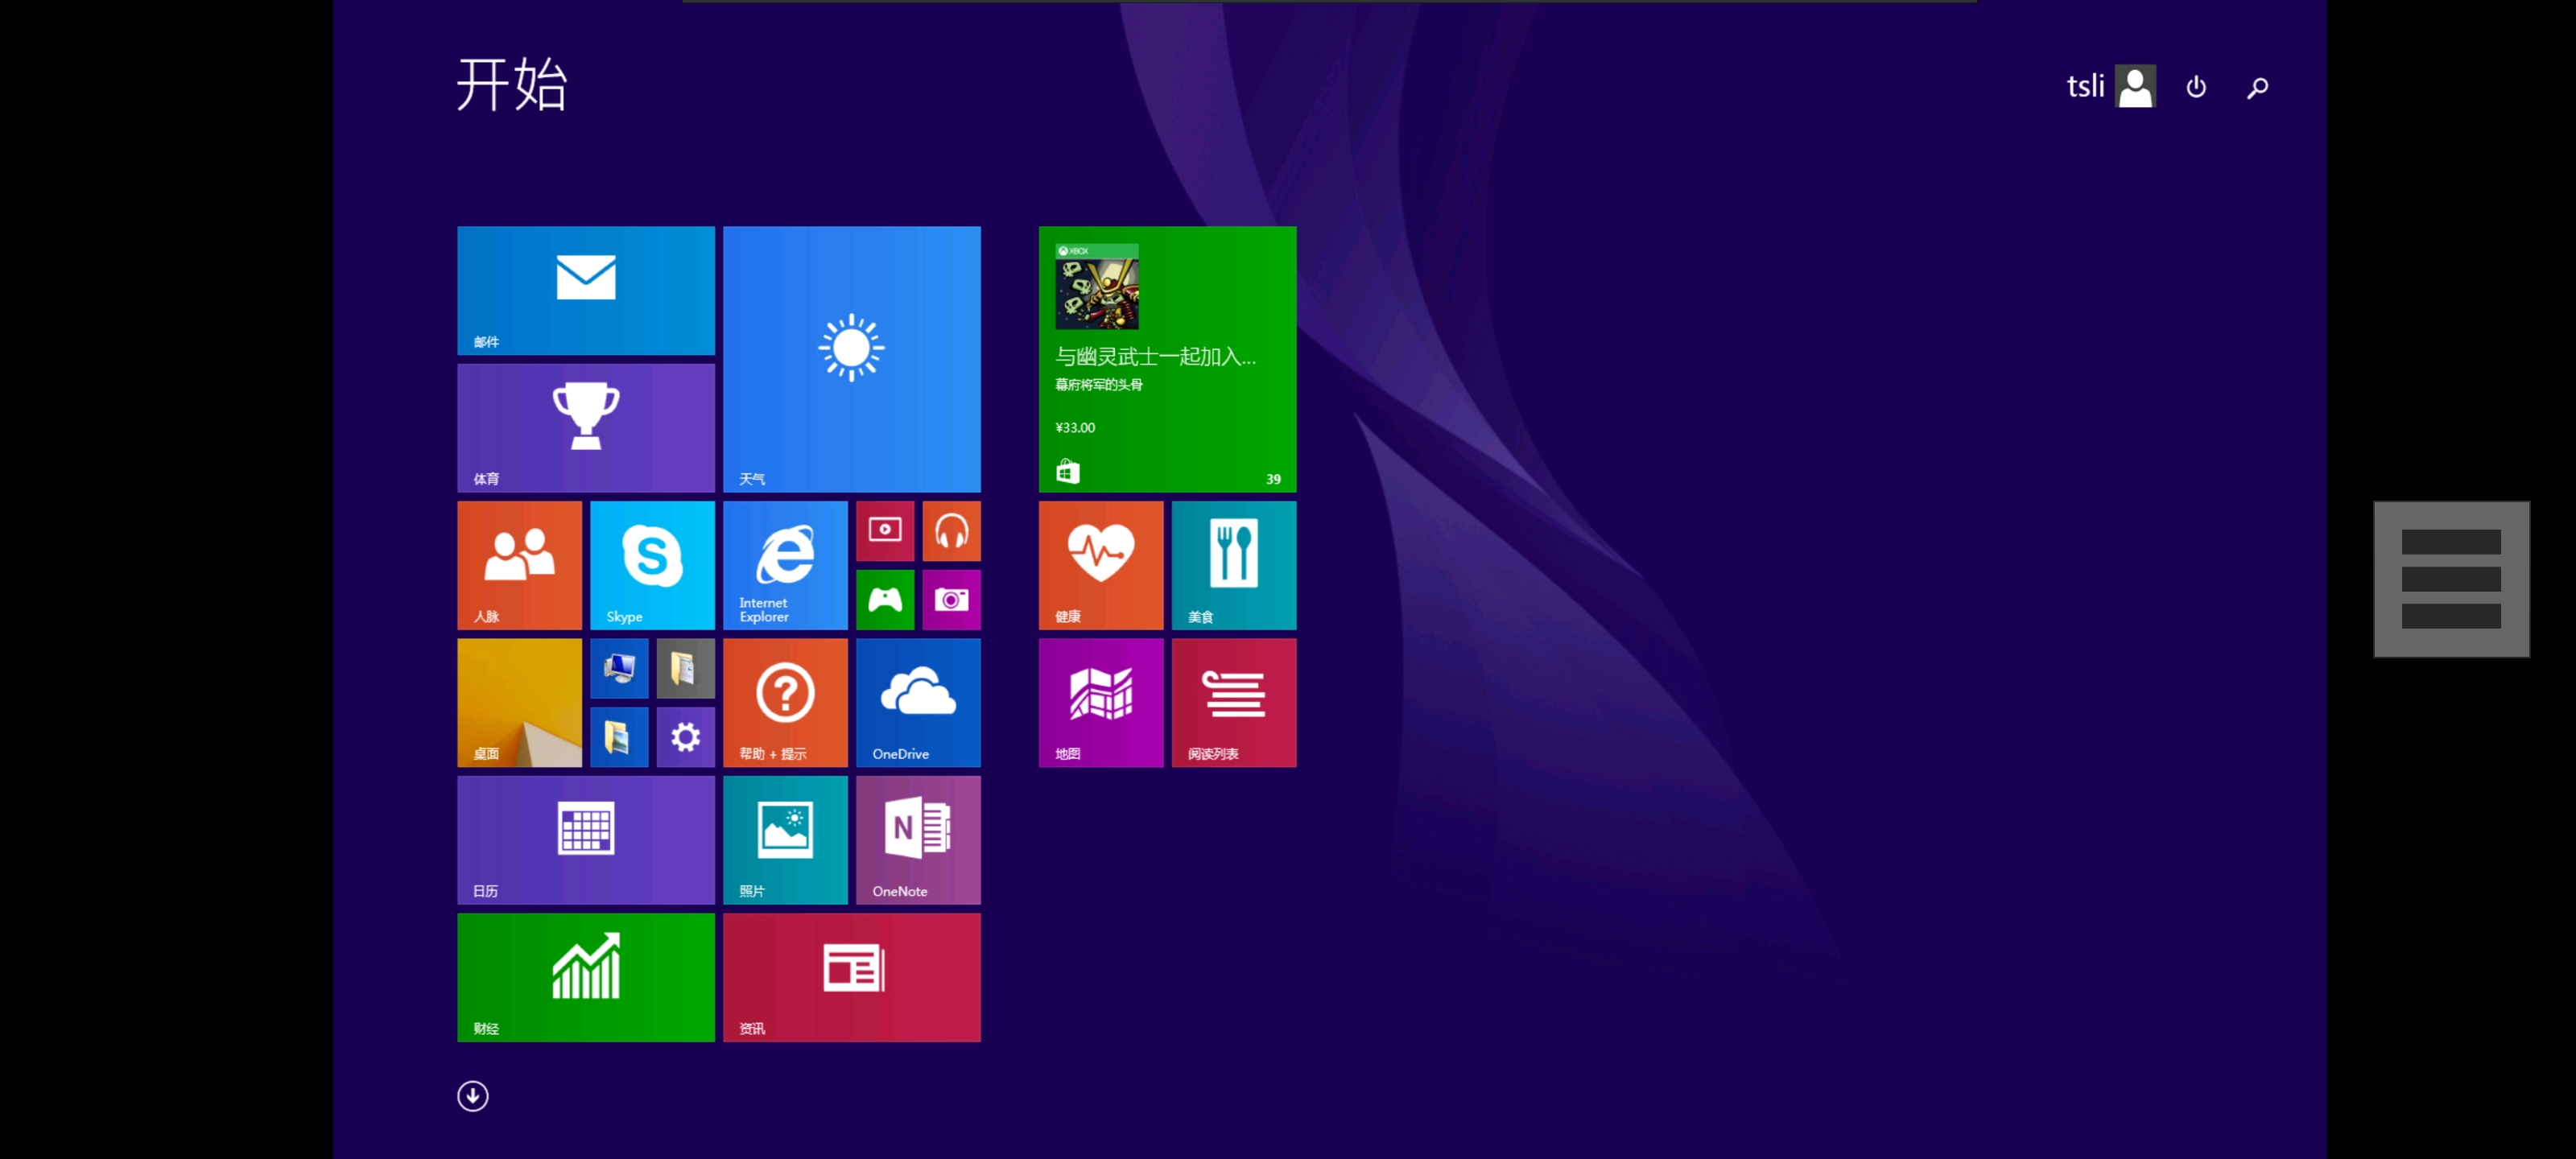 开始
tsli
邮件
体育
天气
XBOX
与幽灵武士一起加入...
幕府将军的头骨
¥33.00
39
人脉
Skype
Internet
Explorer
健康
美食
桌面
帮助 + 提示
OneDrive
地图
阅读列表
日历
照片
N
OneNote
财经
资讯